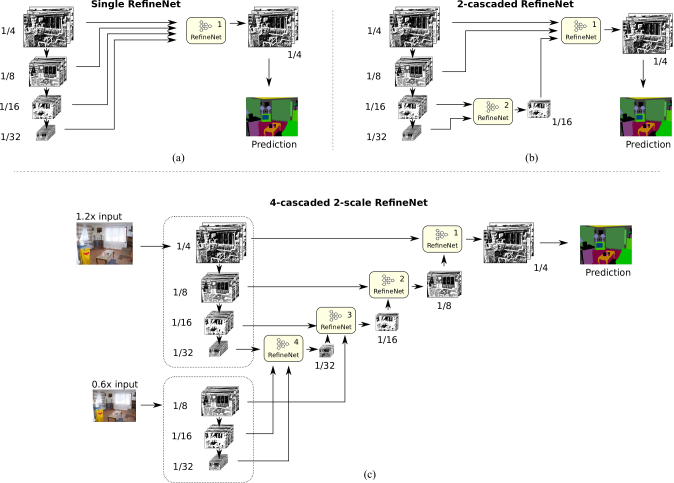 Single RefineNet
1/4
1/8
1/16
1/32
1
RefineNet
1/4
Prediction
(a)
2-cascaded RefineNet
1/4
1/8
1/16
1/32
1
RefineNet
2
RefineNet
1/16
1/4
Prediction
(b)
4-cascaded 2-scale RefineNet
1.2x input
1/4
1/8
1/16
1/32
1
RefineNet
2
RefineNet
3
RefineNet
4
RefineNet
1/32
1/16
1/8
1/4
Prediction
0.6x input
1/8
1/16
1/32
(c)